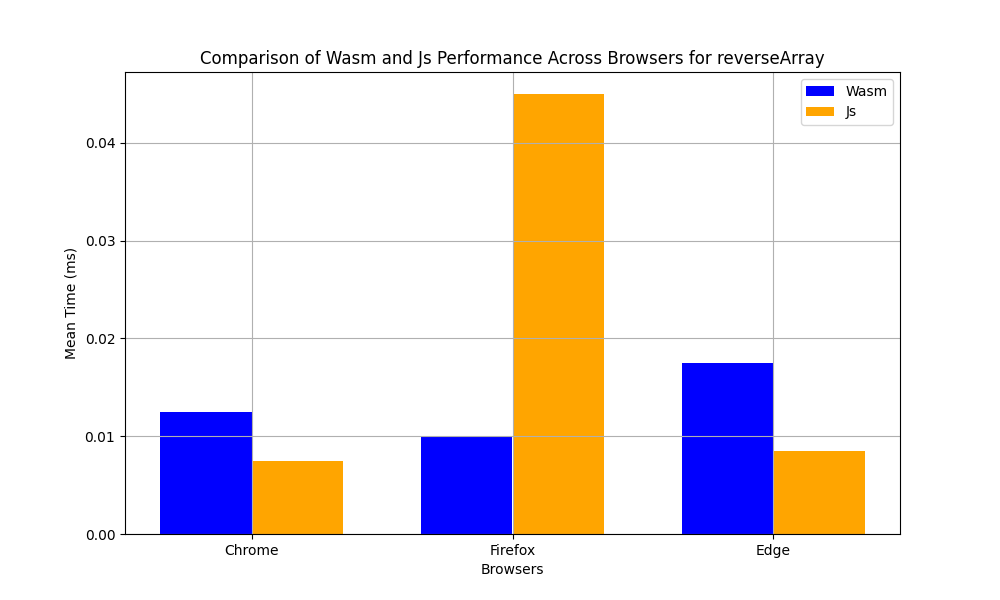 Comparison of Wasm and Js Performance Across Browsers for reverseArray
Wasm
Js
Mean Time (ms)
0.04
0.03
0.02
0.01
0.00
Chrome
Firefox
Edge
Browsers